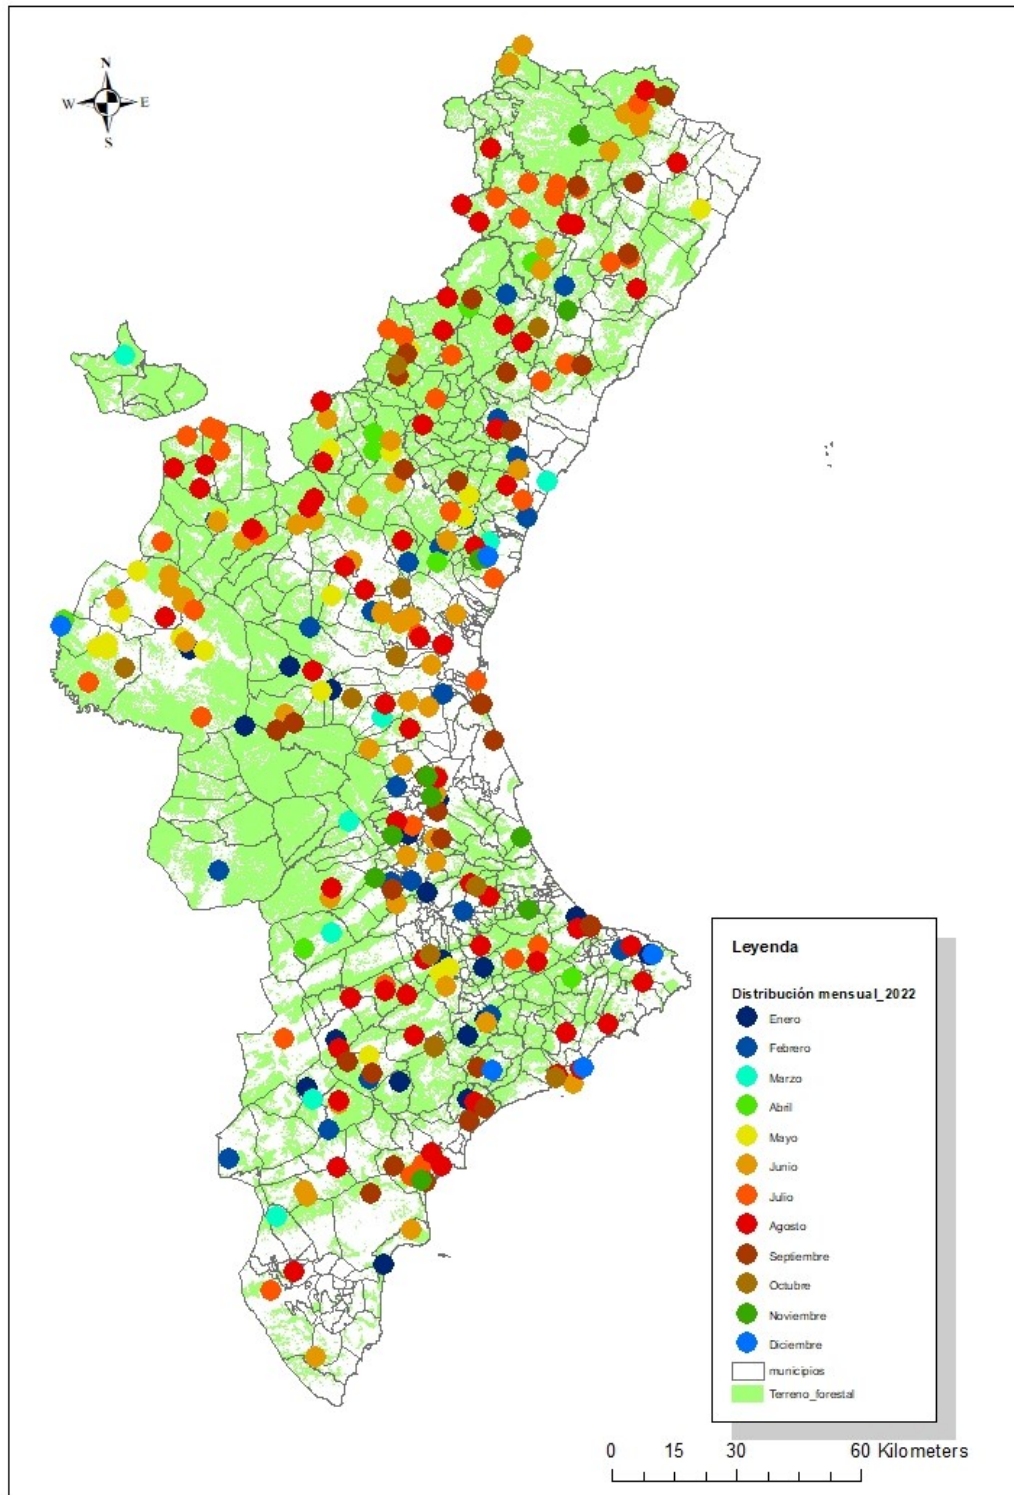 N
W E
S
Leyenda
Distribución mensual_2022
Enero
Febrero
Marzo
Abril
Mayo
Junio
Julio
Agosto
Septiembre
Octubre
Noviembre
Diciembre
municipios
Terreno_forestal
0 15 30 60 Kilometers